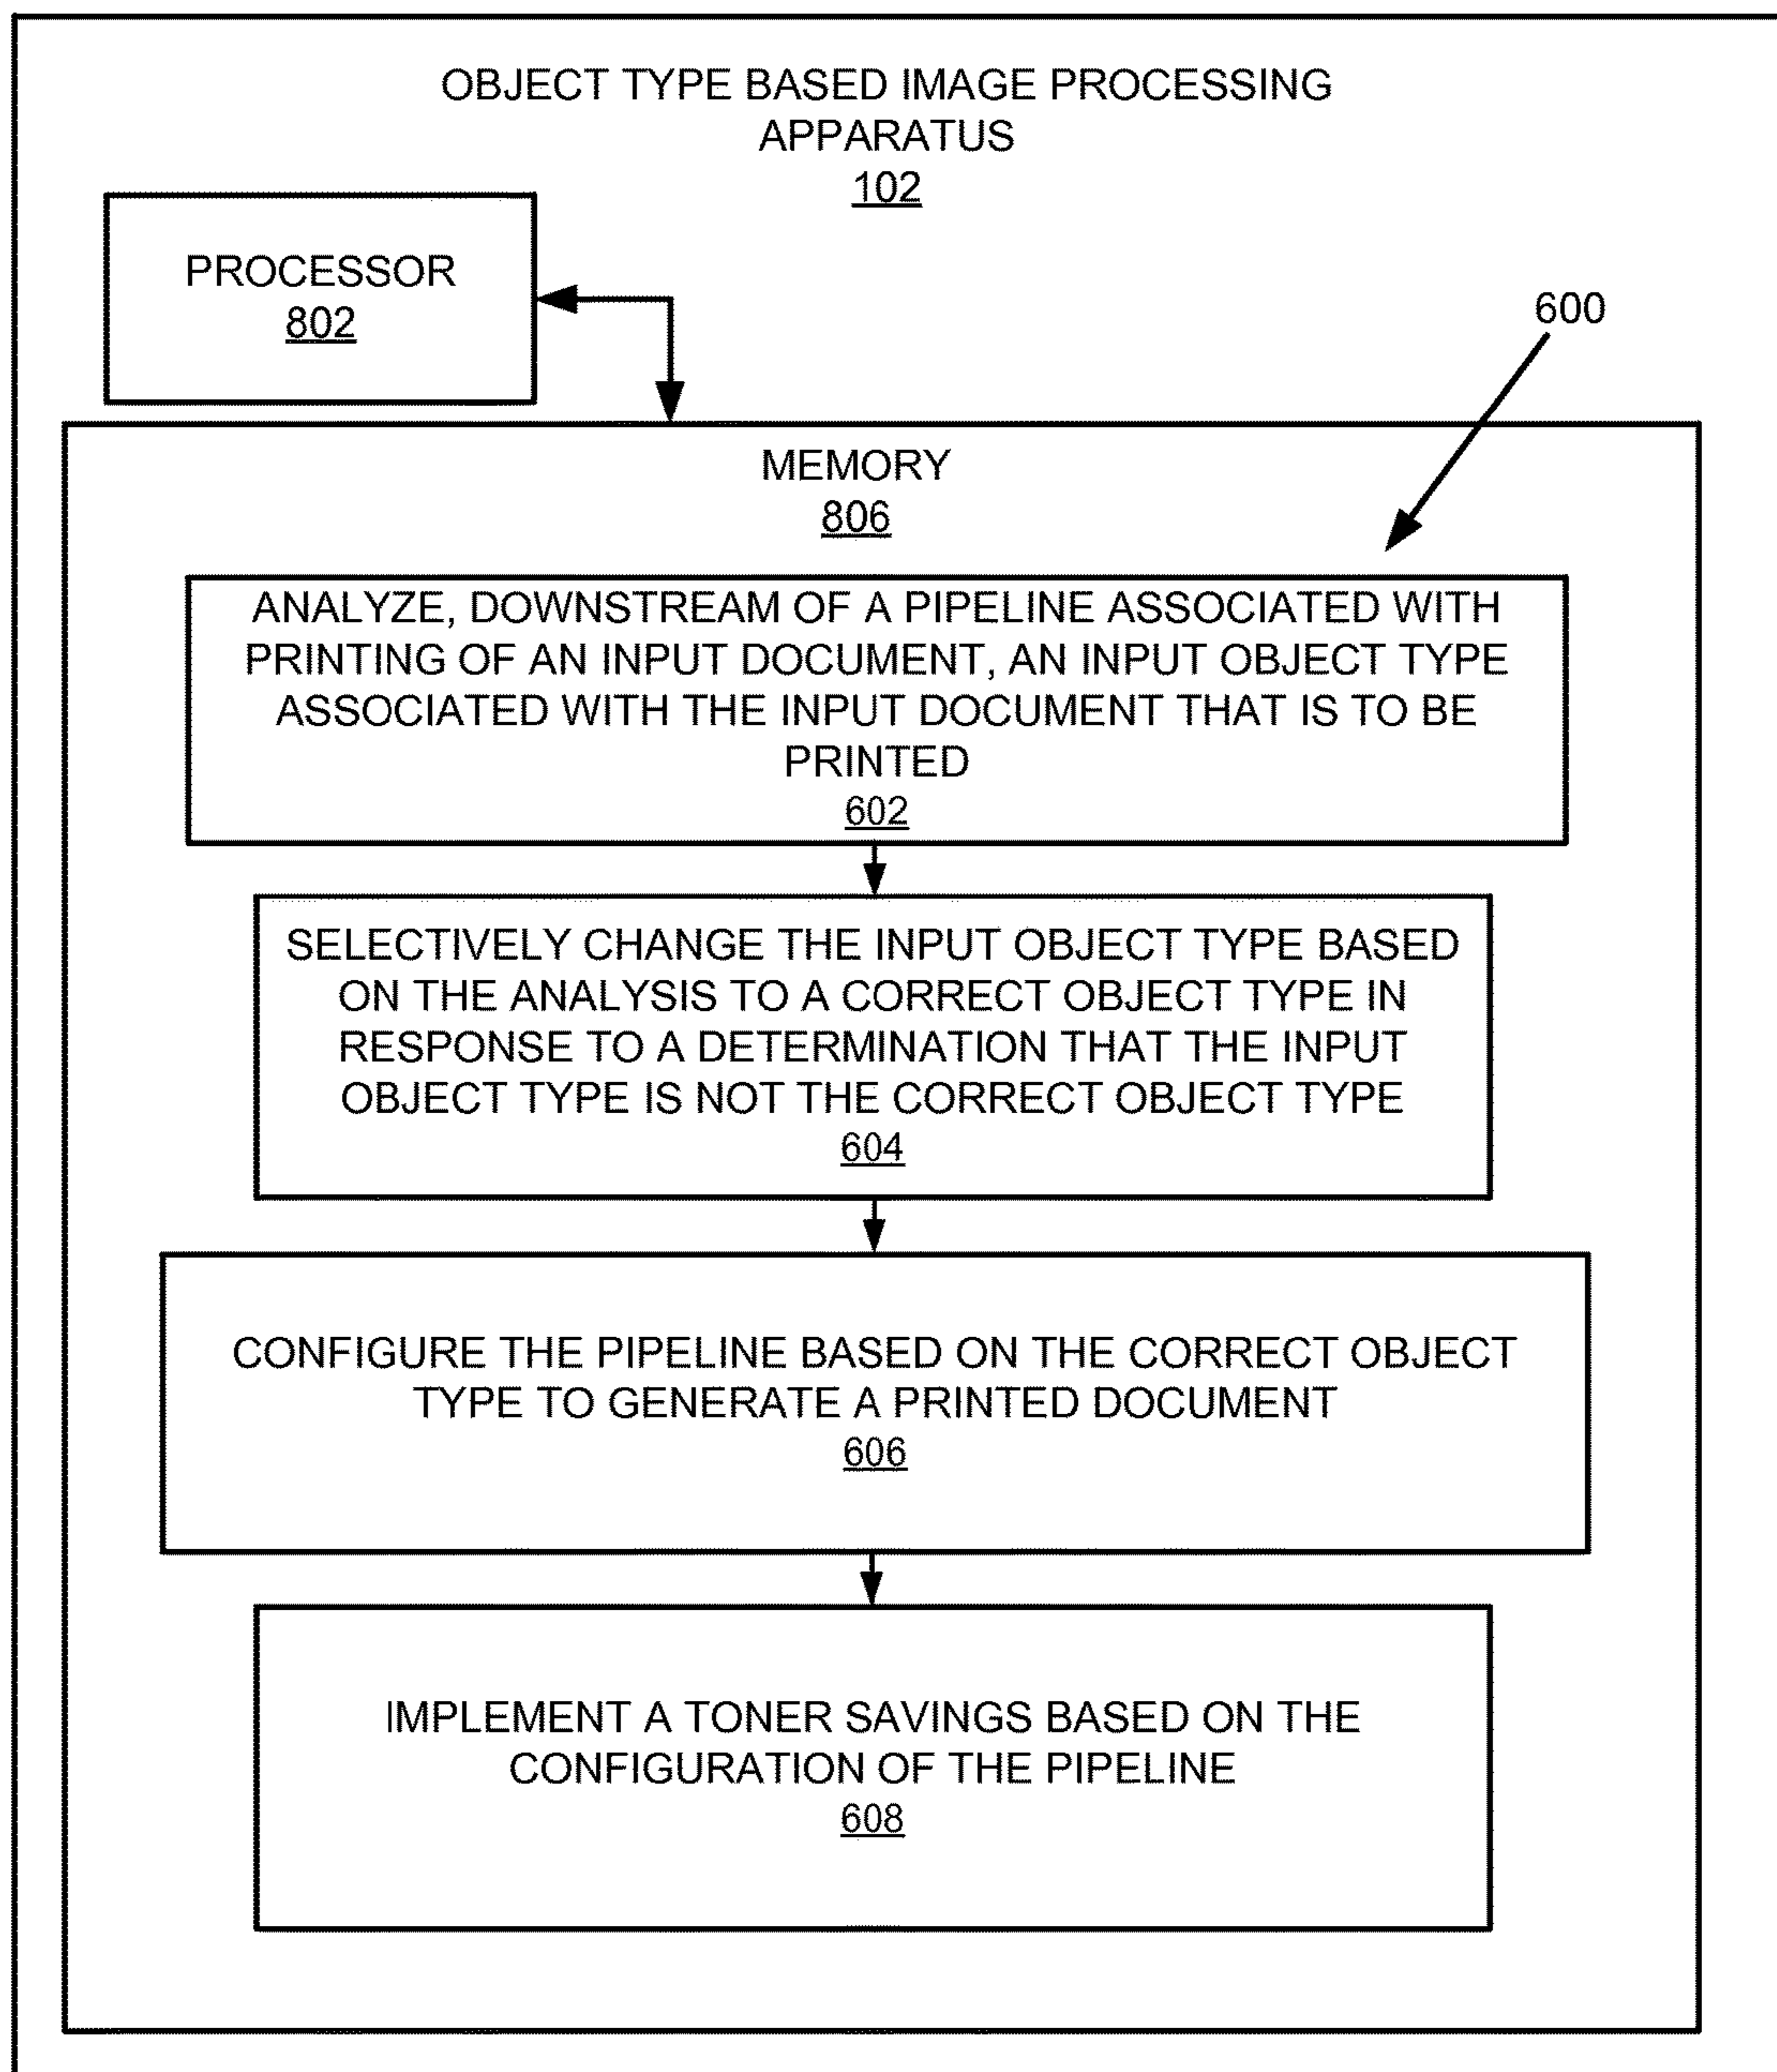 OBJECT TYPE BASED IMAGE PROCESSING
APPARATUS
102
PROCESSOR
802
600
MEMORY
806
ANALYZE, DOWNSTREAM OF A PIPELINE ASSOCIATED WITH
PRINTING OF AN INPUT DOCUMENT, AN INPUT OBJECT TYPE
ASSOCIATED WITH THE INPUT DOCUMENT THAT IS TO BE
PRINTED
602
SELECTIVELY CHANGE THE INPUT OBJECT TYPE BASED
ON THE ANALYSIS TO A CORRECT OBJECT TYPE IN
RESPONSE TO A DETERMINATION THAT THE INPUT
OBJECT TYPE IS NOT THE CORRECT OBJECT TYPE
604
CONFIGURE THE PIPELINE BASED ON THE CORRECT OBJECT
TYPE TO GENERATE A PRINTED DOCUMENT
606
IMPLEMENT A TONER SAVINGS BASED ON THE
CONFIGURATION OF THE PIPELINE
608